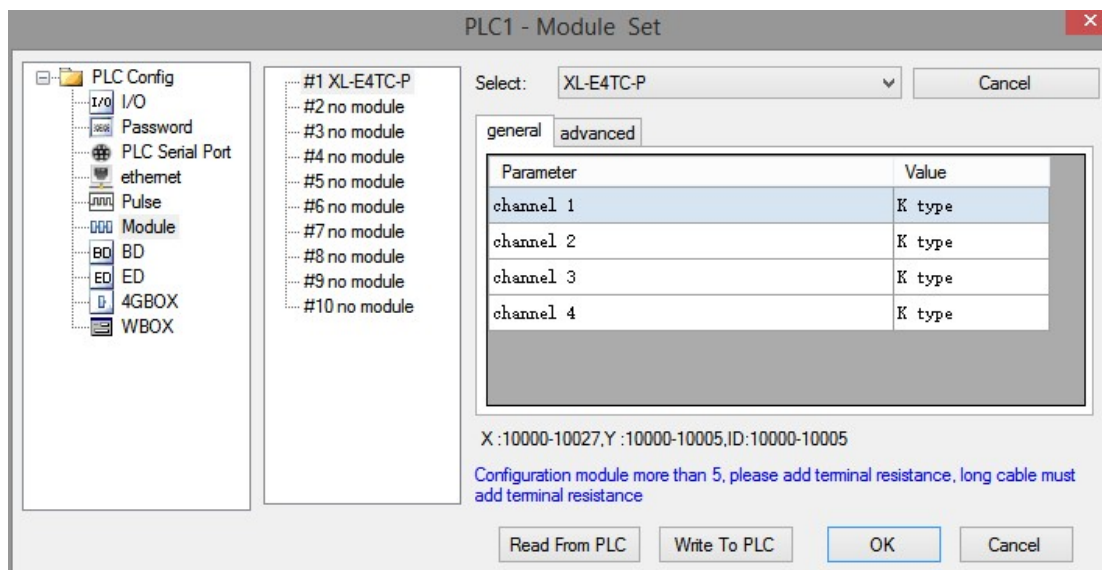 PLC1 - Module Set
PLC Config
I/O
Password
PLC Serial Port
ethernet
Pulse
Module
BD
ED
4GBOX
WBOX
#1 XL-E4TC-P
#2 no module
#3 no module
#4 no module
#5 no module
#6 no module
#7 no module
#8 no module
#9 no module
#10 no module
Select: XL-E4TC-P Cancel
general advanced
Parameter Value
channel 1 K type
channel 2 K type
channel 3 K type
channel 4 K type
X :10000-10027,Y :10000-10005,ID:10000-10005
Configuration module more than 5, please add terminal resistance, long cable must
add terminal resistance
Read From PLC Write To PLC OK Cancel